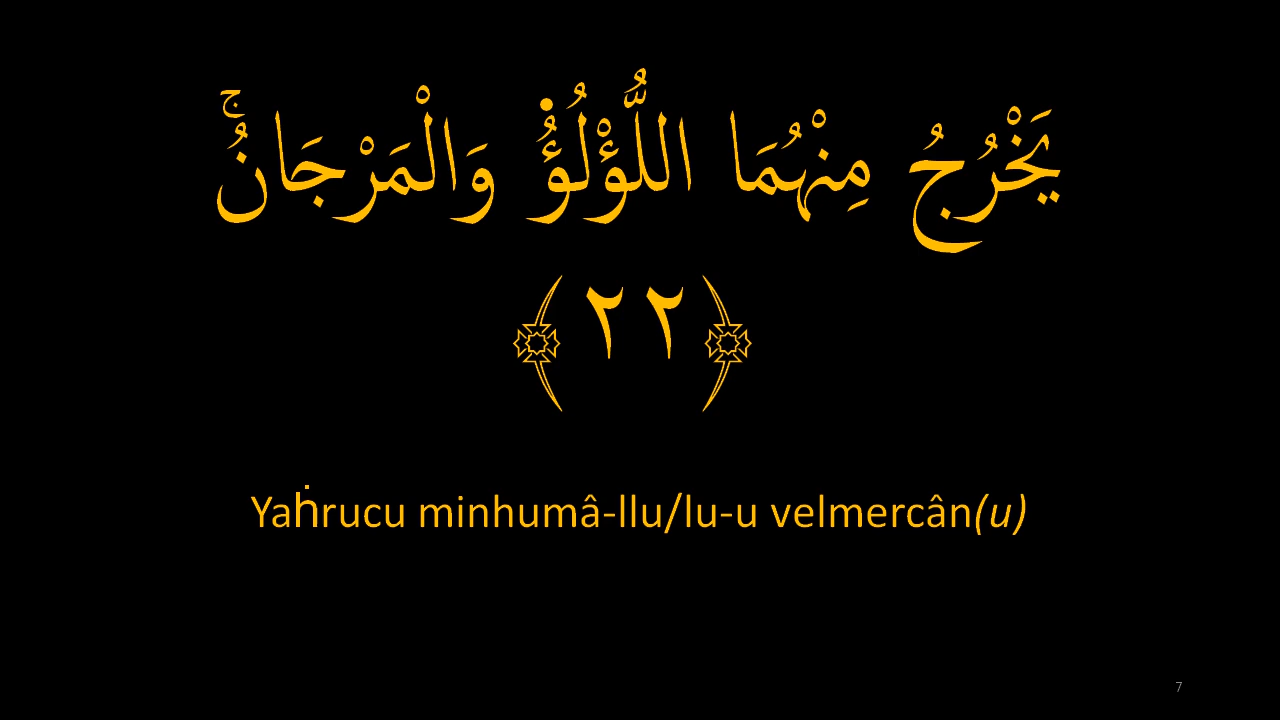 يَخْرُجُ مِنْهُمَا اللُّؤْلُؤُ۬ وَالْمَرْجَانُۚ
﴿٢٢﴾
Yaḣrucu minhumâ-llu/lu-u velmercân(u)
7